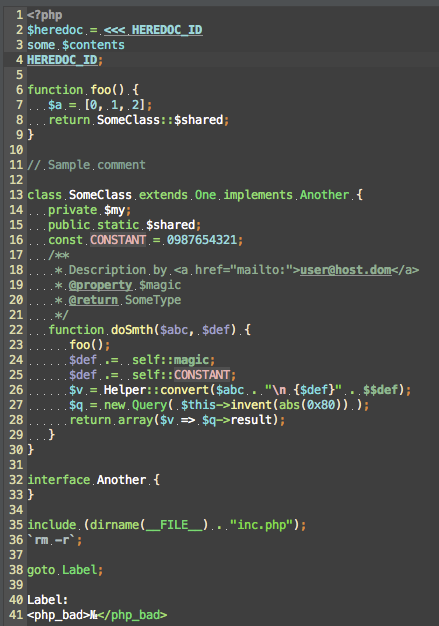 1 <?php
2 $heredoc = <<< HEREDOC_ID
3 some $contents
4 HEREDOC_ID;
5
6 function foo() {
7    $a = [0, 1, 2];
8    return SomeClass::$shared;
9 }
10
11 // Sample comment
12
13 class SomeClass extends One implements Another {
14    private $my;
15    public static $shared;
16    const CONSTANT = 0987654321;
17    /**
18     * Description by <a href="mailto:">user@host.dom</a>
19     * @property $magic
20     * @return SomeType
21     */
22    function doSmth($abc, $def) {
23       foo();
24       $def .=  self::magic;
25       $def .=  self::CONSTANT;
26       $v = Helper::convert($abc . "\n {$def}" . $$def);
27       $q = new Query( $this->invent(abs(0x80)) );
28       return array($v => $q->result);
29    }
30 }
31
32 interface Another {
33 }
34
35 include (dirname(__FILE__) . "inc.php");
36 `rm -r`;
37
38 goto Label;
39
40 Label:
41 <php_bad>№</php_bad>